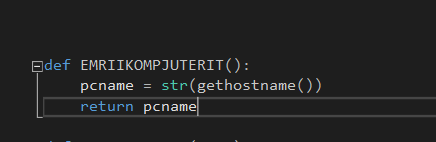 def EMRIIKOMPJUTERIT():
    pcname = str(gethostname())
    return pcname